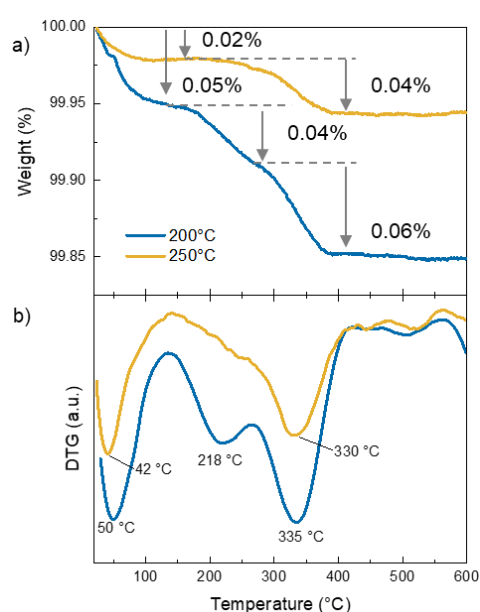 a)
100.00
99.95
99.90
99.85
Weight (%)
0.02%
0.05%
0.04%
0.04%
0.06%
200°C
250°C
b)
DTG (a.u.)
42 °C
50 °C
218 °C
330 °C
335 °C
100 200 300 400 500 600
Temperature (°C)